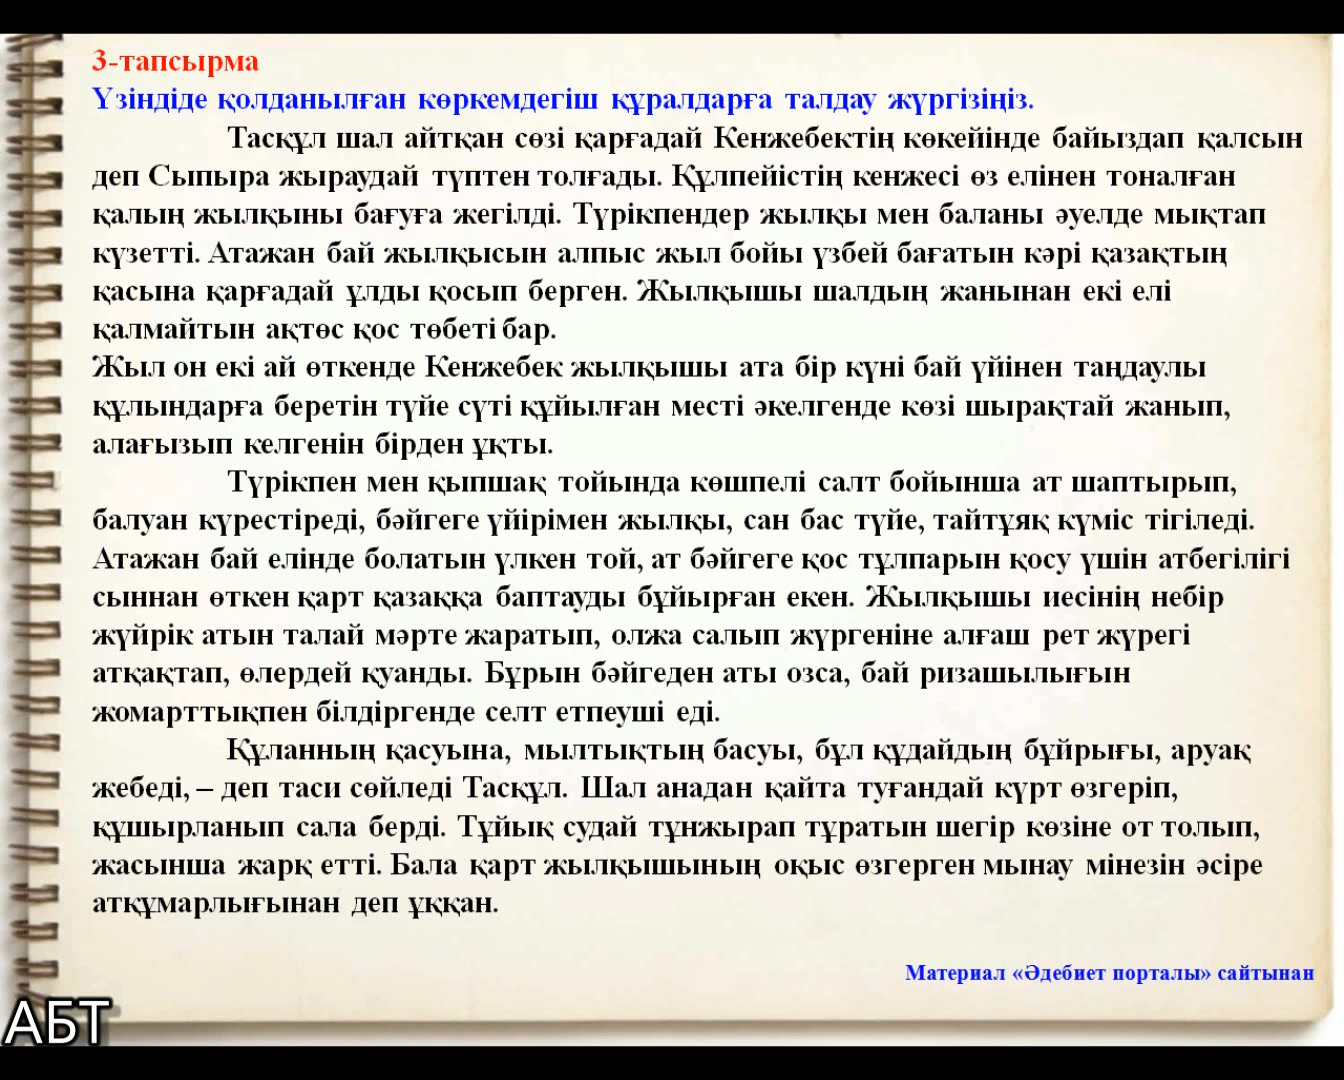 3-тапсырма
Үзіндіде қолданылған көркемдегіш құралдарға талдау жүргізіңіз.
Тасқұл шал айтқан сөзі қарғадай Кенжебектің көкейінде байыздап қалсын
деп Сыпыра жыраудай түптен толғады. Құлпейістің кенжесі өз елінен тоналған
қалың жылқыны бағуға жегілді. Түрікпендер жылқы мен баланы әуелде мықтап
күзетті. Атажан бай жылқысын алпыс жыл бойы үзбей бағатын кәрі қазақтың
қасына қарғадай ұлды қосып берген. Жылқышы шалдың жанынан екі елі
қалмайтын ақтөс қос төбеті бар.
Жыл он екі ай өткенде Кенжебек жылқышы ата бір күні бай үйінен таңдаулы
құлындарға беретін түйе сүті құйылған месті әкелгенде көзі шырақтай жанып,
алағызып келгенін бірден ұқты.
Түрікпен мен қыпшақ тойында көшпелі салт бойынша ат шаптырып,
балуан күрестіреді, бәйгеге үйірімен жылқы, сан бас түйе, тайтұяқ күміс тігіледі.
Атажан бай елінде болатын үлкен той, ат бәйгеге қос тұлпарын қосу үшін атбегілігі
сыннан өткен қарт қазаққа баптауды бұйырған екен. Жылқышы иесінің небір
жүйрік атын талай мәрте жаратып, олжа салып жүргеніне алғаш рет жүрегі
атқақтап, өлердей қуанды. Бұрын бәйгеден аты озса, бай ризашылығын
жомарттықпен білдіргенде селт етпеуші еді.
Құланның қасуына, мылтықтың басуы, бұл құдайдың бұйрығы, аруақ
жебеді, – деп таси сөйледі Тасқұл. Шал анадан қайта туғандай күрт өзгеріп,
құшырланып сала берді. Тұйық судай тұнжырап тұратын шегір көзіне от толып,
жасынша жарқ етті. Бала қарт жылқышының оқыс өзгерген мынау мінезін әсіре
атқұмарлығынан деп ұққан.
Материал «Әдебиет порталы» сайтынан
АБТ